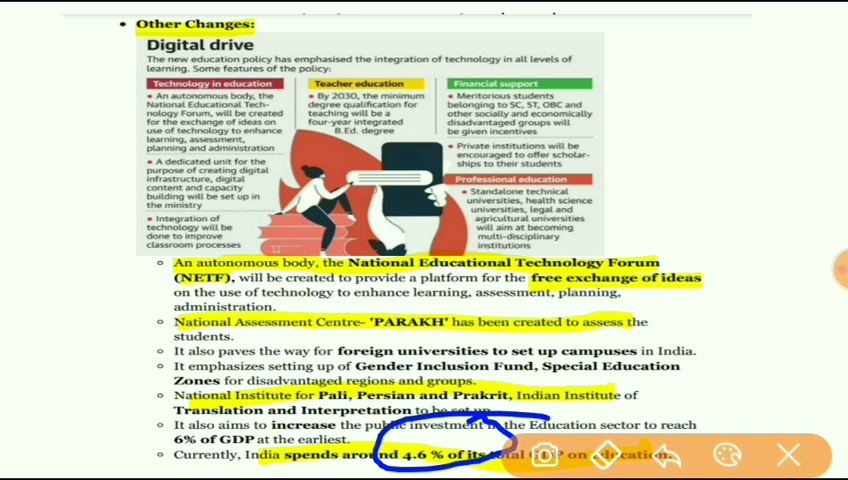 Other Changes:
Digital drive
The new education policy has emphasised the integration of technology in all levels of
learning. Some features of the policy:
Technology in education
An autonomous body, the
National Educational Tech-
nology Forum, will be created
for the exchange of ideas on
use of technology to enhance
learning, assessment,
planning and administration
A dedicated unit for the
purpose of creating digital
infrastructure, digital
content and capacity
building will be set up in
the ministry
Integration of
technology will be
done to improve
classroom processes
Teacher education
By 2030, the minimum
degree qualification for
teaching will be a
four-year integrated
B.Ed. degree
Financial support
Meritorious students
belonging to SC, ST, OBC and
other socially and economically
disadvantaged groups will
be given incentives
Private institutions will be
encouraged to offer scholar-
ships to their students
Professional education
Standalone technical
universities, health science
universities, legal and
agricultural universities
will aim at becoming
multi-disciplinary
institutions
An autonomous body, the National Educational Technology Forum
(NETF), will be created to provide a platform for the free exchange of ideas
on the use of technology to enhance learning, assessment, planning,
administration.
National Assessment Centre- 'PARAKH' has been created to assess the
students.
It also paves the way for foreign universities to set up campuses in India.
It emphasizes setting up of Gender Inclusion Fund, Special Education
Zones for disadvantaged regions and groups.
National Institute for Pali, Persian and Prakrit, Indian Institute of
Translation and Interpretation to be set up.
It also aims to increase the public investment in the Education sector to reach
6% of GDP at the earliest.
Currently, India spends around 4.6 % of its total GDP on education.